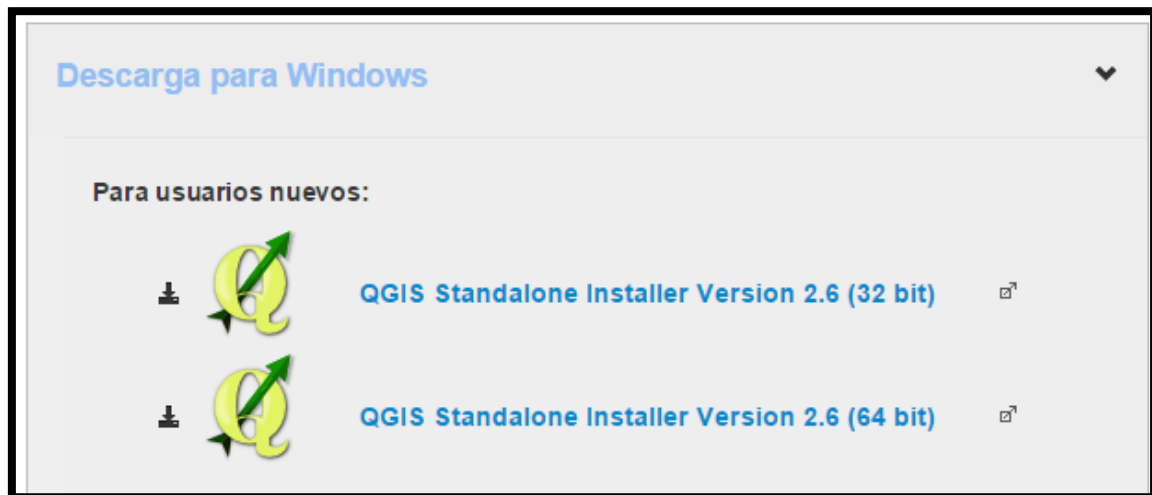 Descarga para Windows
Para usuarios nuevos:
QGIS Standalone Installer Version 2.6 (32 bit)
QGIS Standalone Installer Version 2.6 (64 bit)